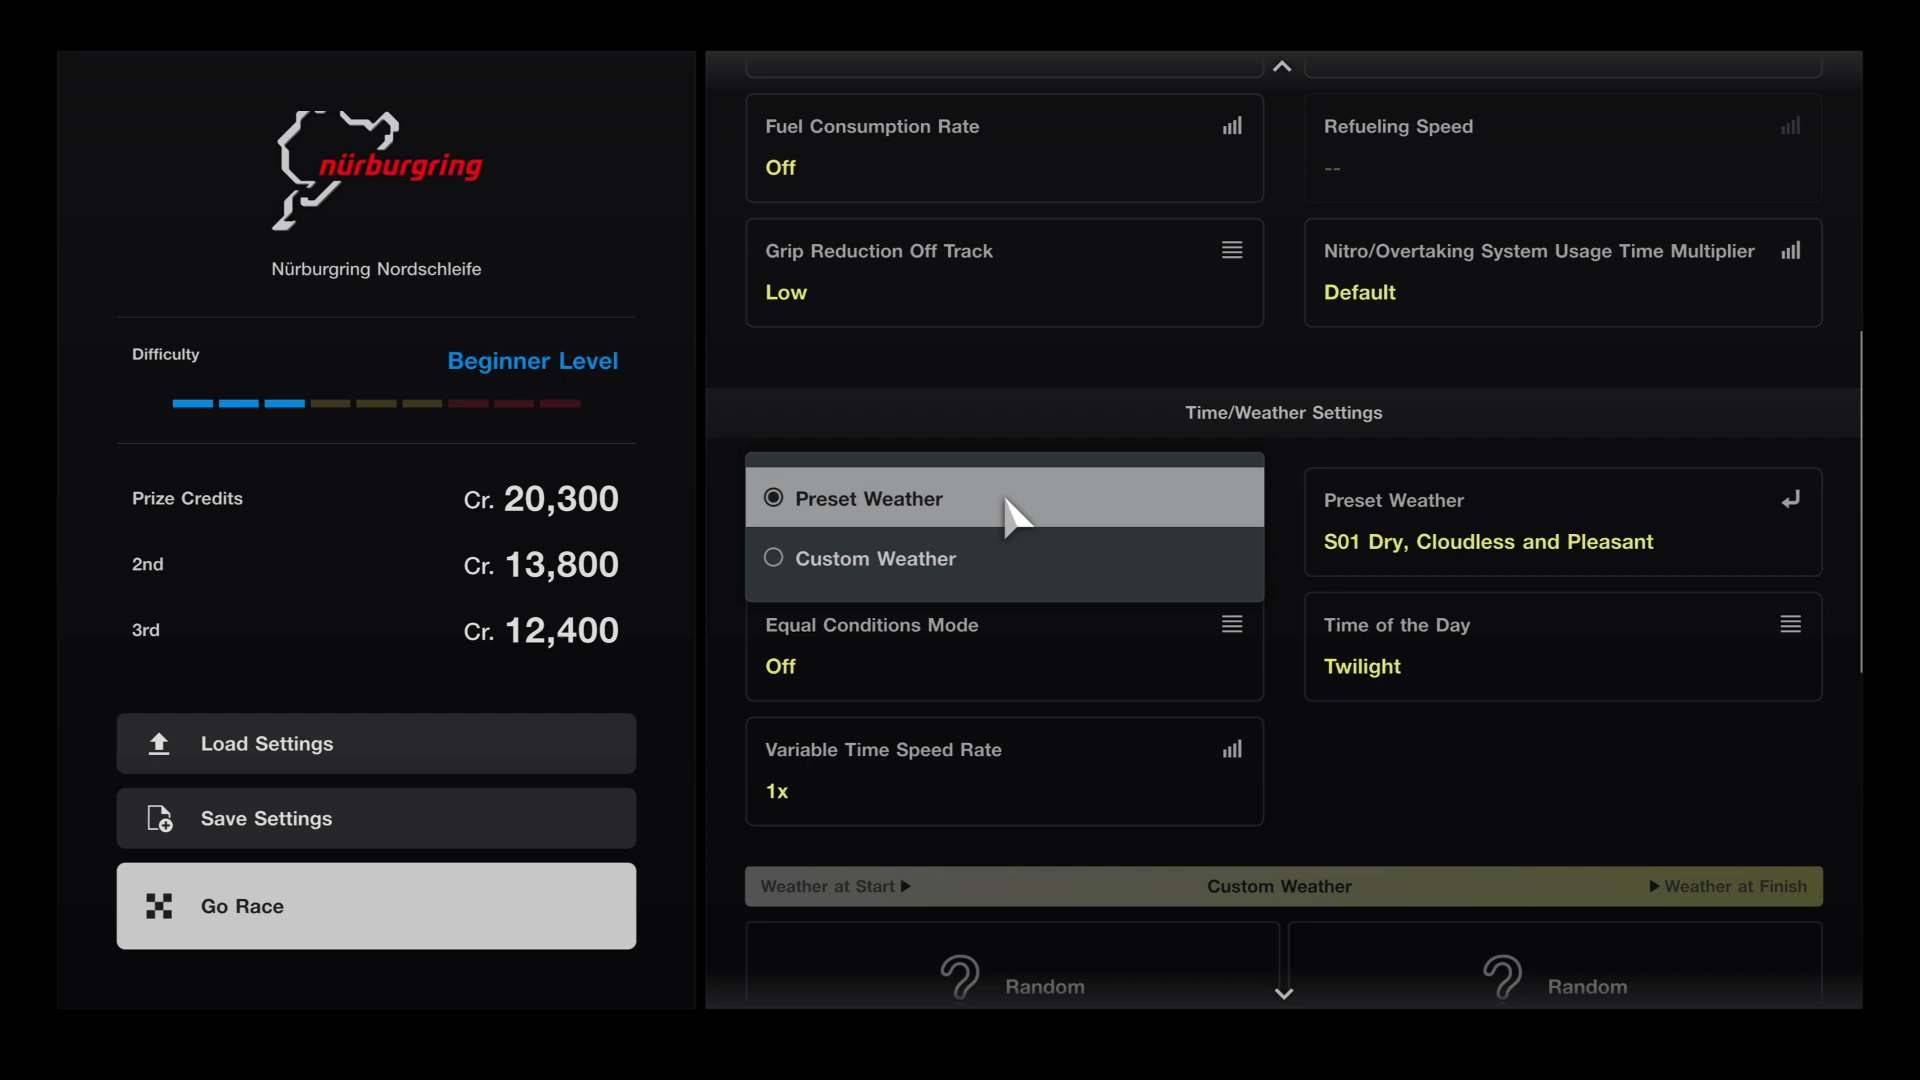 nürburgring
Nürburgring Nordschleife
Difficulty
Beginner Level
Prize Credits
Cr. 20,300
2nd
Cr. 13,800
3rd
Cr. 12,400
Load Settings
Save Settings
Go Race
Fuel Consumption Rate
Off
Refueling Speed
--
Grip Reduction Off Track
Low
Nitro/Overtaking System Usage Time Multiplier
Default
Time/Weather Settings
Preset Weather
Custom Weather
Preset Weather
S01 Dry, Cloudless and Pleasant
Equal Conditions Mode
Off
Time of the Day
Twilight
Variable Time Speed Rate
1x
Weather at Start
Custom Weather
Weather at Finish
Random
Random